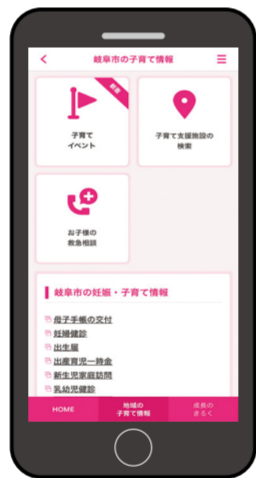 岐阜市の子育て情報
新着
子育て
イベント
子育て支援施設の
検索
お子様の
救急相談
岐阜市の妊娠・子育て情報
母子手帳の交付
妊婦健診
出生届
出産育児一時金
新生児家庭訪問
乳幼児健診
HOME
地域の
子育て情報
成長の
きろく